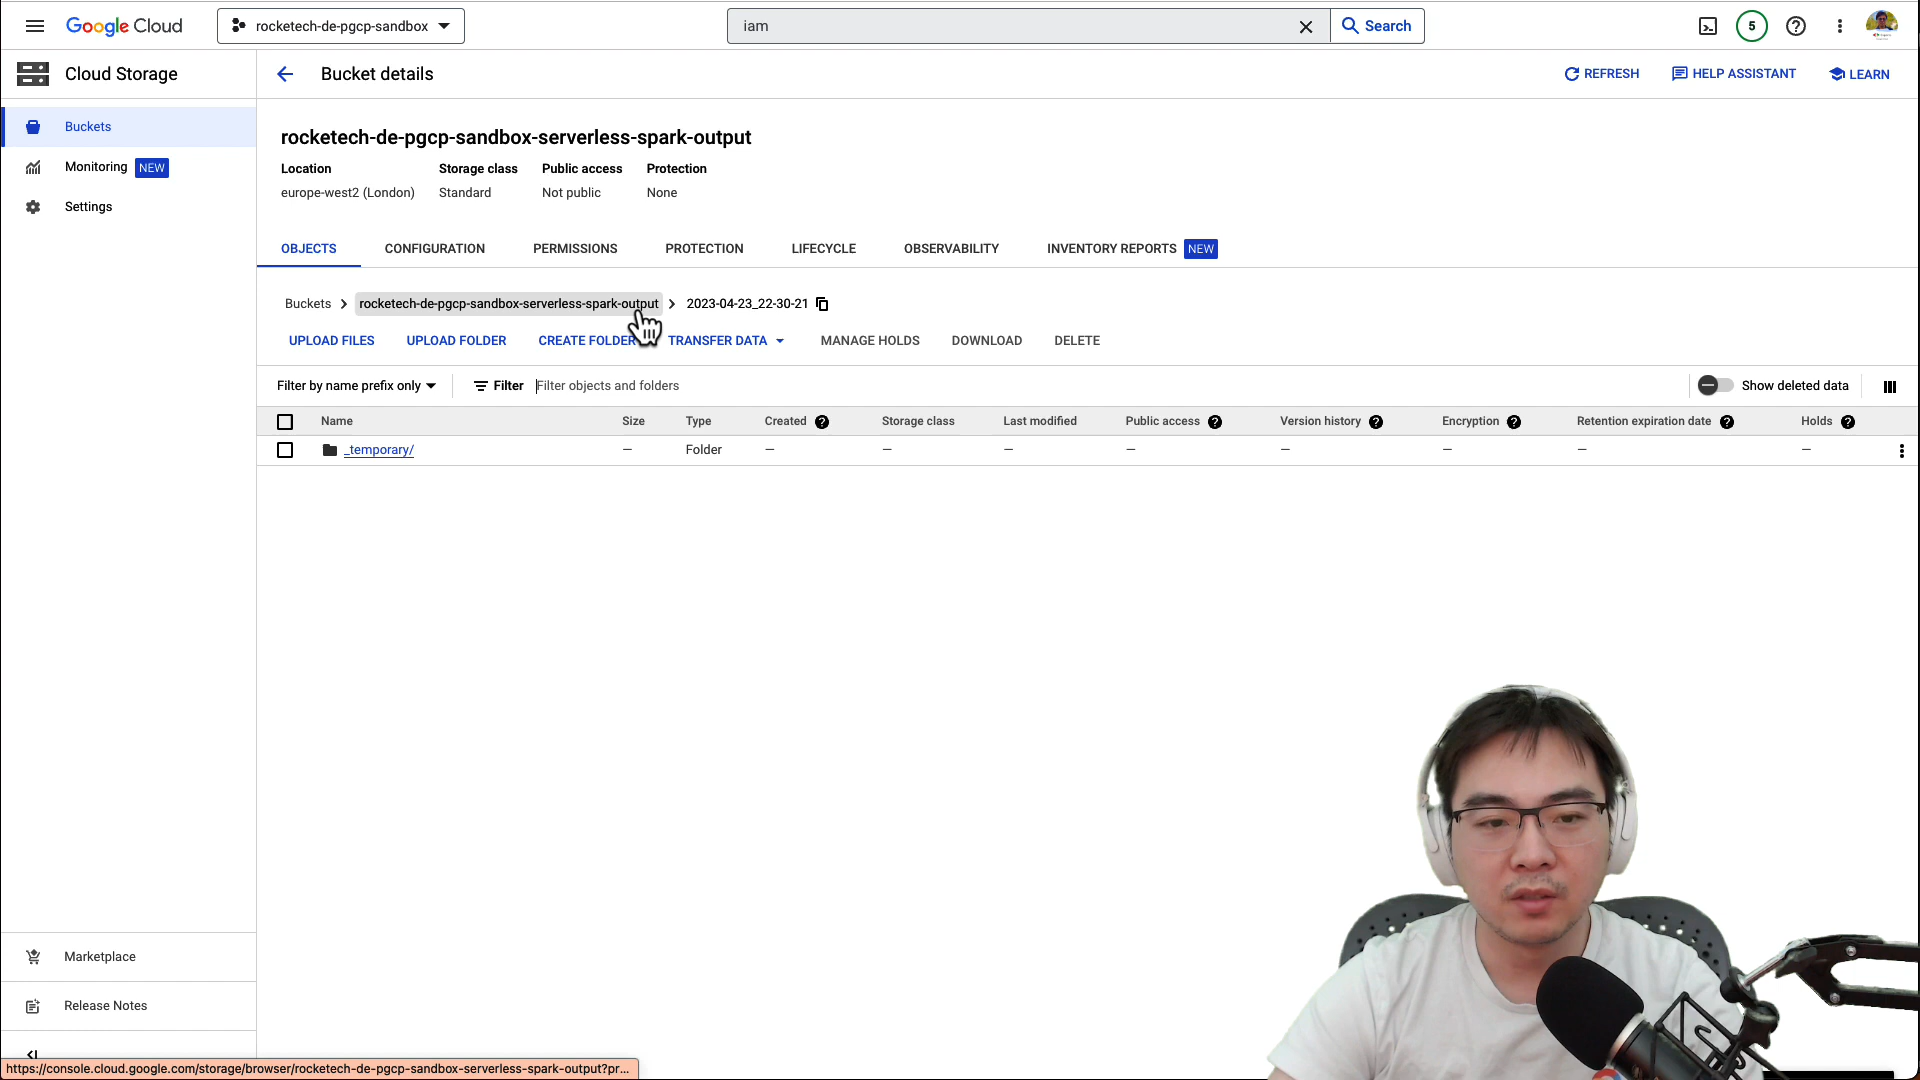 Google Cloud
rocketech-de-pgcp-sandbox
iam
Search
5
Cloud Storage
Bucket details
REFRESH
HELP ASSISTANT
LEARN
Buckets
Monitoring NEW
Settings
rocketech-de-pgcp-sandbox-serverless-spark-output
Location Storage class Public access Protection
europe-west2 (London) Standard Not public None
OBJECTS CONFIGURATION PERMISSIONS PROTECTION LIFECYCLE OBSERVABILITY INVENTORY REPORTS NEW
Buckets > rocketech-de-pgcp-sandbox-serverless-spark-output > 2023-04-23_22-30-21
UPLOAD FILES UPLOAD FOLDER CREATE FOLDER TRANSFER DATA MANAGE HOLDS DOWNLOAD DELETE
Filter by name prefix only Filter Filter objects and folders Show deleted data
Name Size Type Created Storage class Last modified Public access Version history Encryption Retention expiration date Holds
_temporary/ — Folder — — — — — — — —
Marketplace
Release Notes
https://console.cloud.google.com/storage/browser/rocketech-de-pgcp-sandbox-serverless-spark-output?pr...